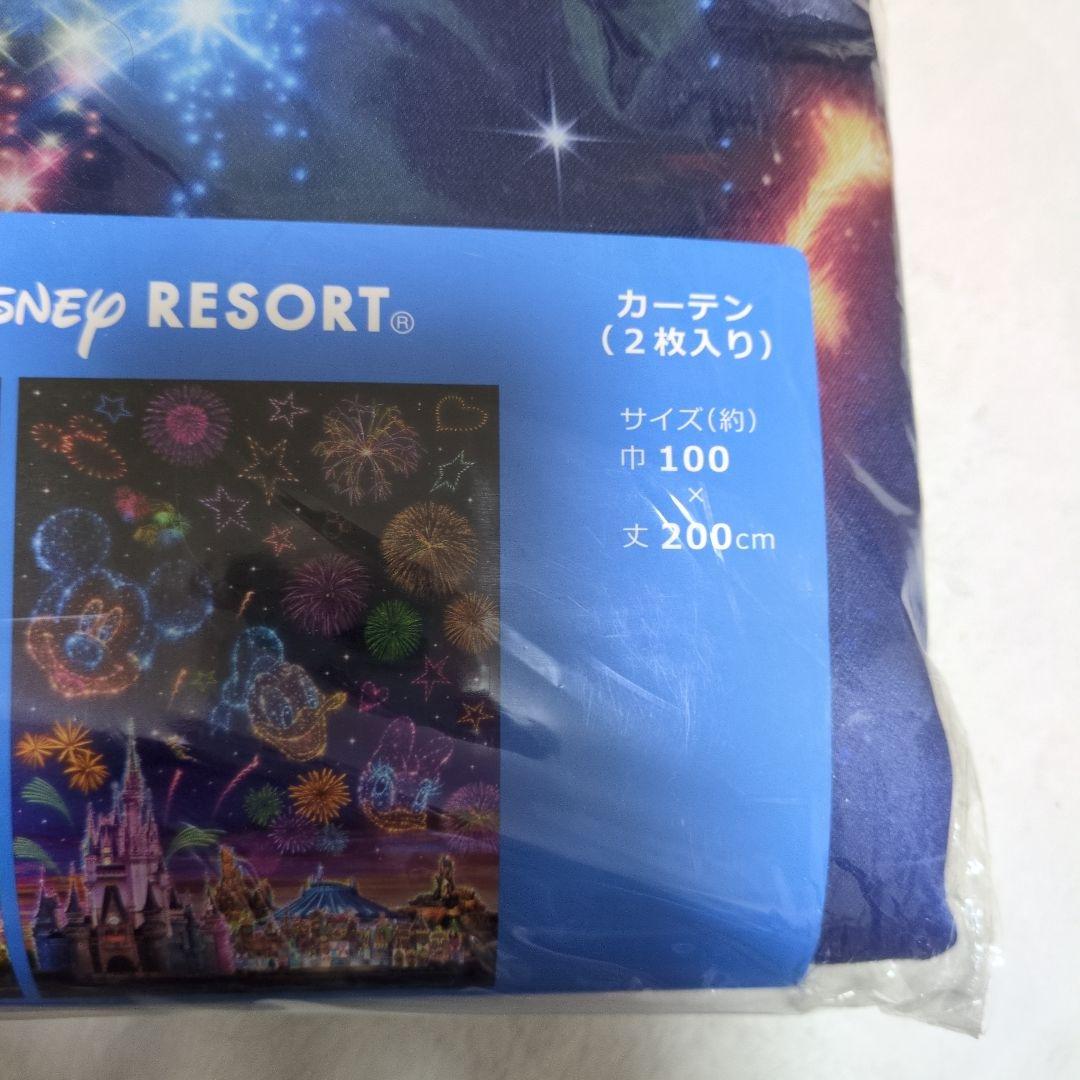 SNEY RESORT®
カーテン
(2枚入り)
サイズ(約)
巾 100
×
丈 200cm